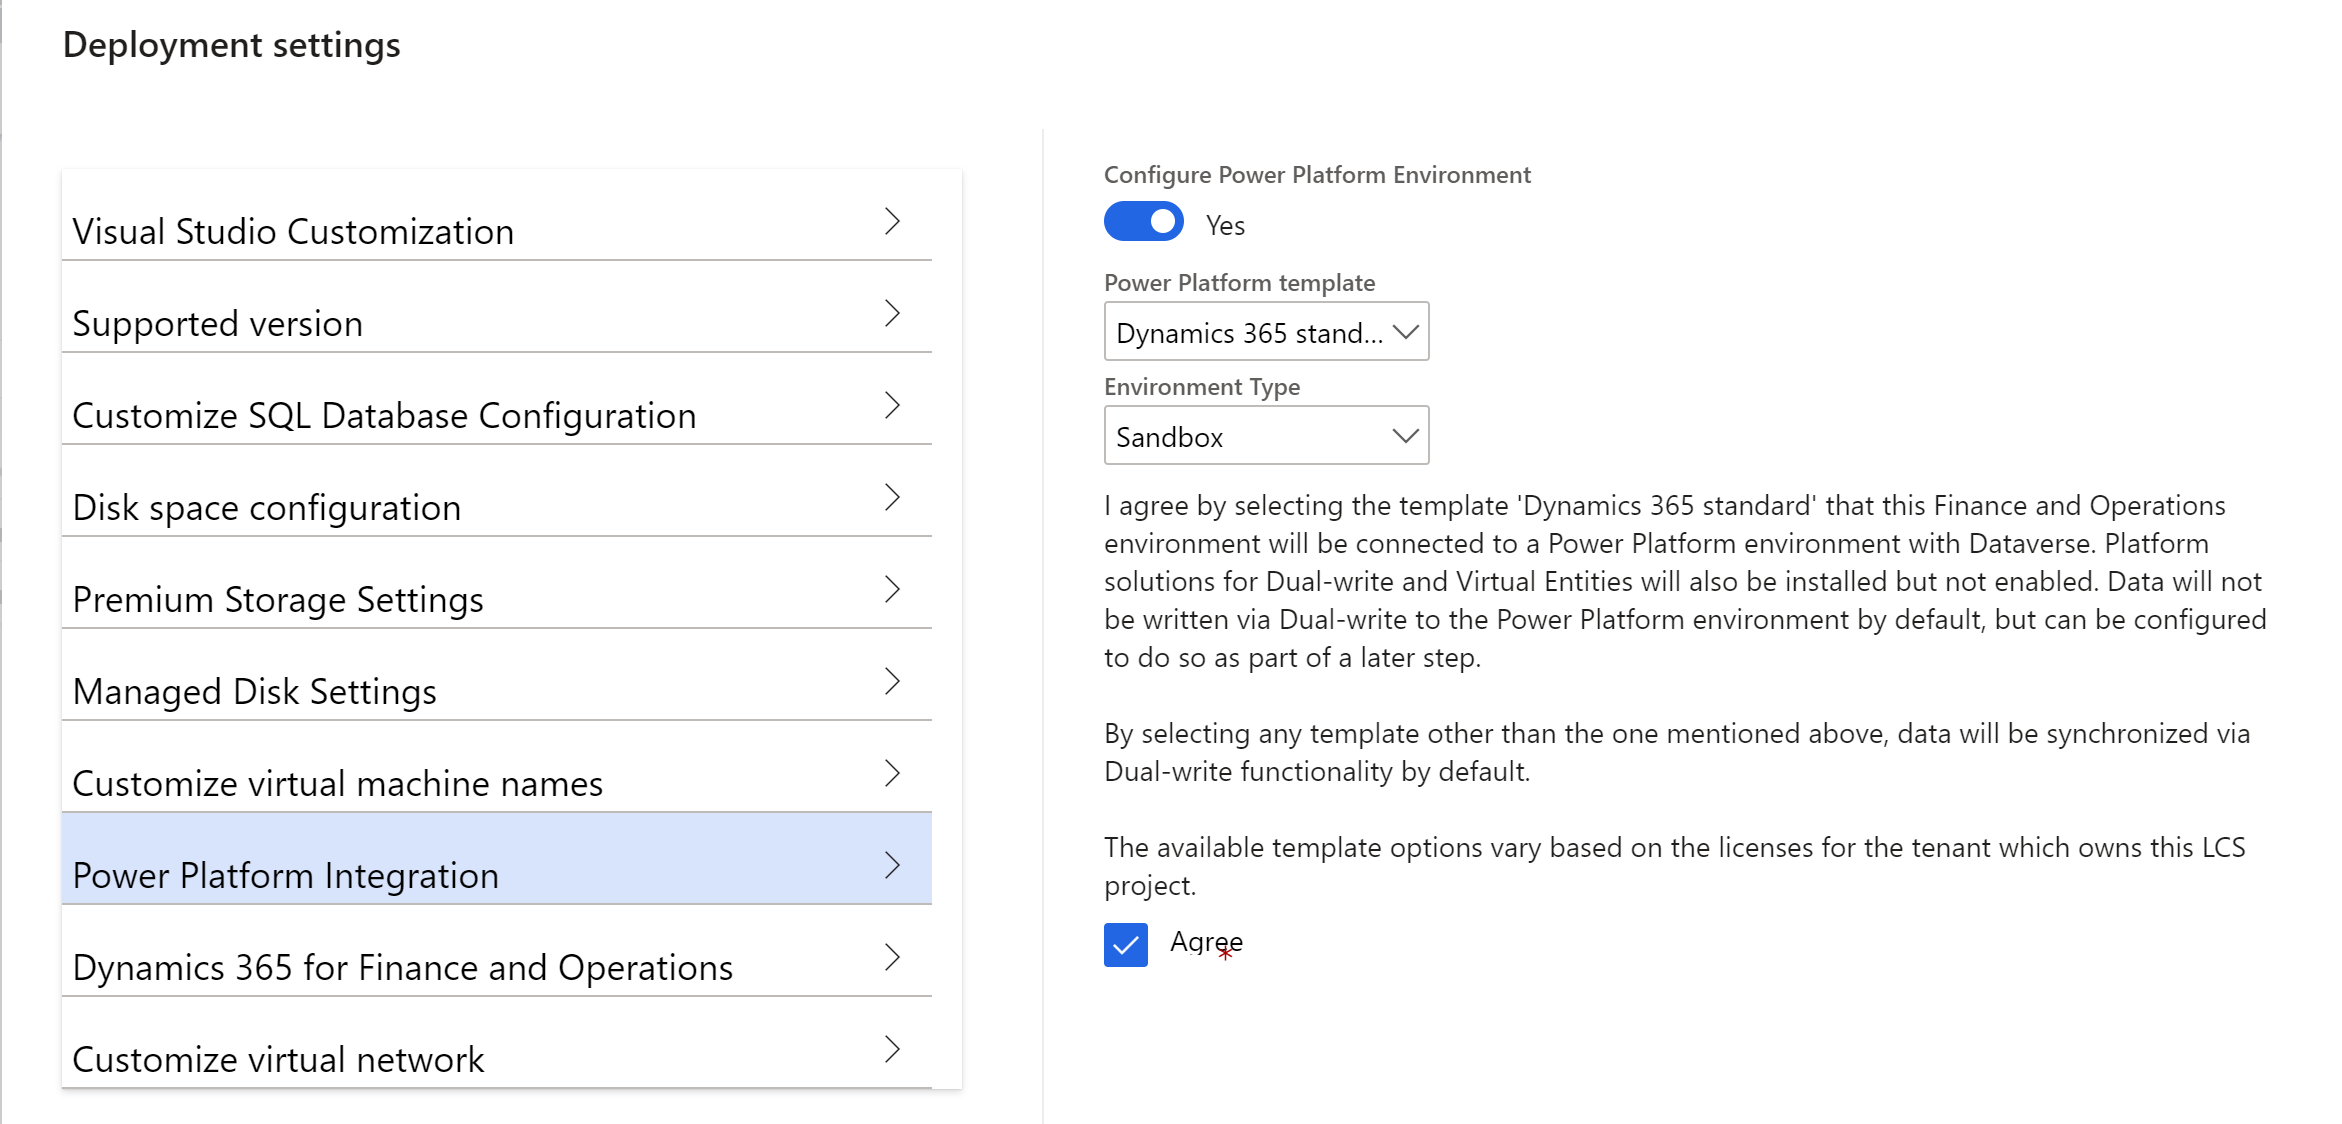 Deployment settings
Visual Studio Customization
Supported version
Customize SQL Database Configuration
Disk space configuration
Premium Storage Settings
Managed Disk Settings
Customize virtual machine names
Power Platform Integration
Dynamics 365 for Finance and Operations
Customize virtual network
Configure Power Platform Environment
Yes
Power Platform template
Dynamics 365 stand...
Environment Type
Sandbox
I agree by selecting the template 'Dynamics 365 standard' that this Finance and Operations
environment will be connected to a Power Platform environment with Dataverse. Platform
solutions for Dual-write and Virtual Entities will also be installed but not enabled. Data will not
be written via Dual-write to the Power Platform environment by default, but can be configured
to do so as part of a later step.
By selecting any template other than the one mentioned above, data will be synchronized via
Dual-write functionality by default.
The available template options vary based on the licenses for the tenant which owns this LCS
project.
Agree*